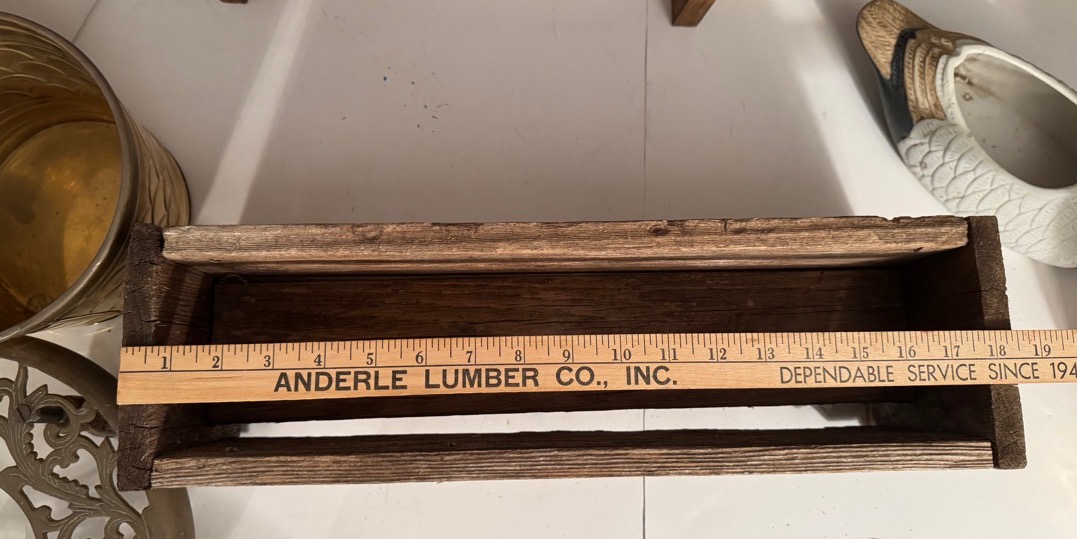 1 2 3 4 5 6 7 8 9 10 11 12 13 14 15 16 17 18 19
ANDERLE LUMBER CO., INC. DEPENDABLE SERVICE SINCE 194